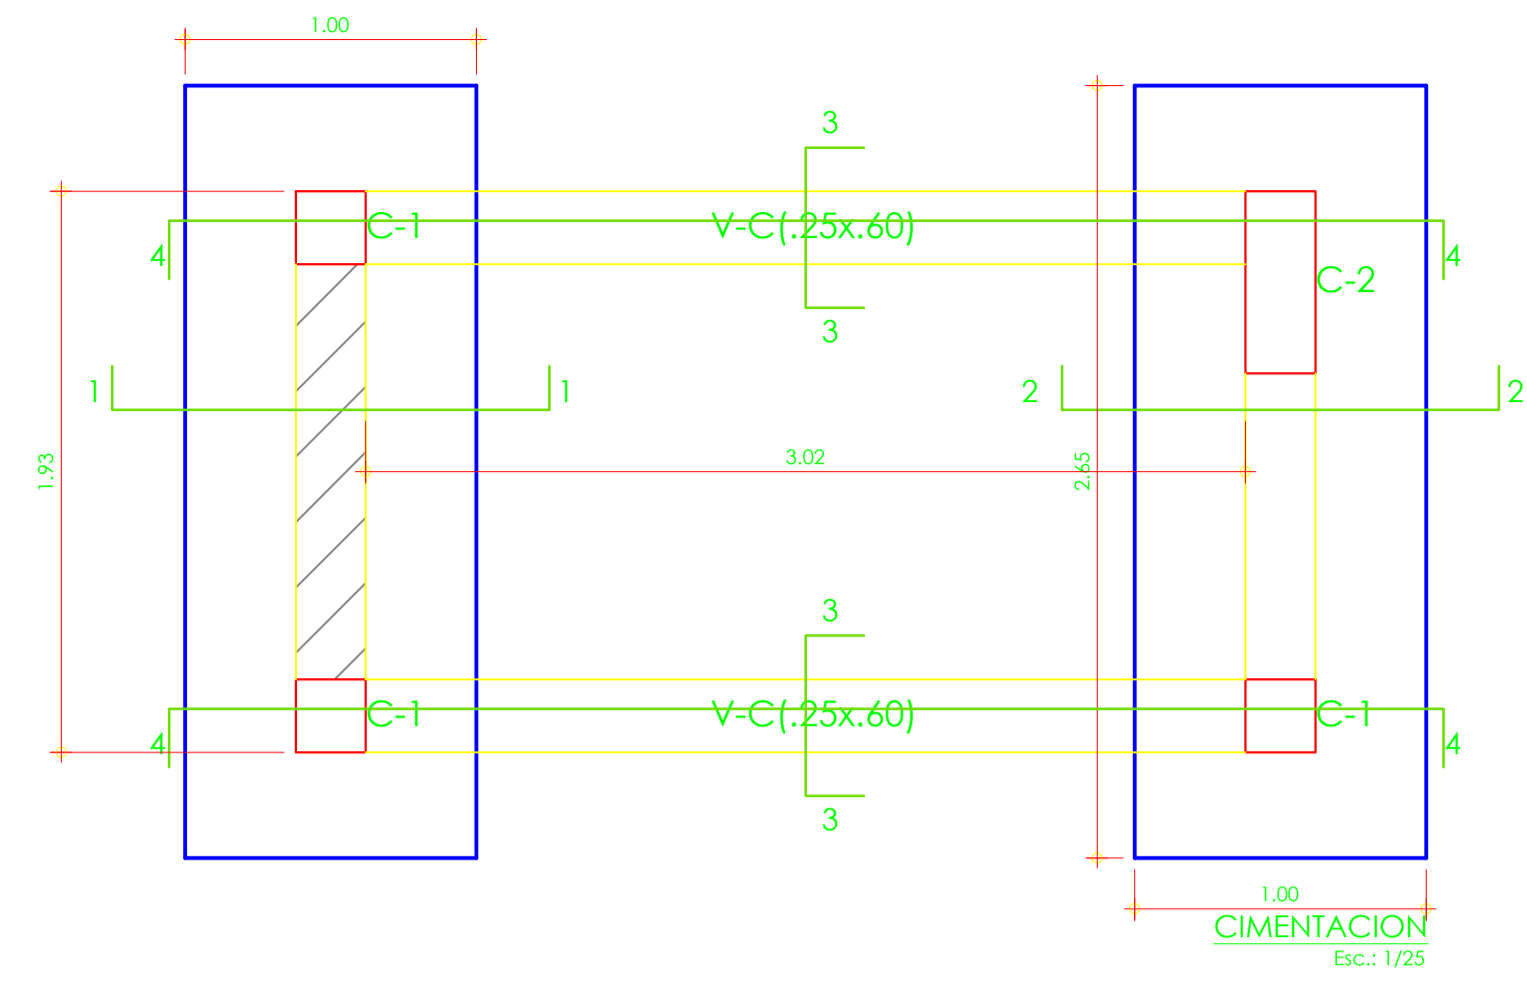 1.00
3
C-1
V-C(.25x.60)
4
4
C-2
3
1
1
2
2
1.93
3.02
2.65
3
C-1
V-C(.25x.60)
C-1
4
4
3
1.00
CIMENTACION
Esc.: 1/25